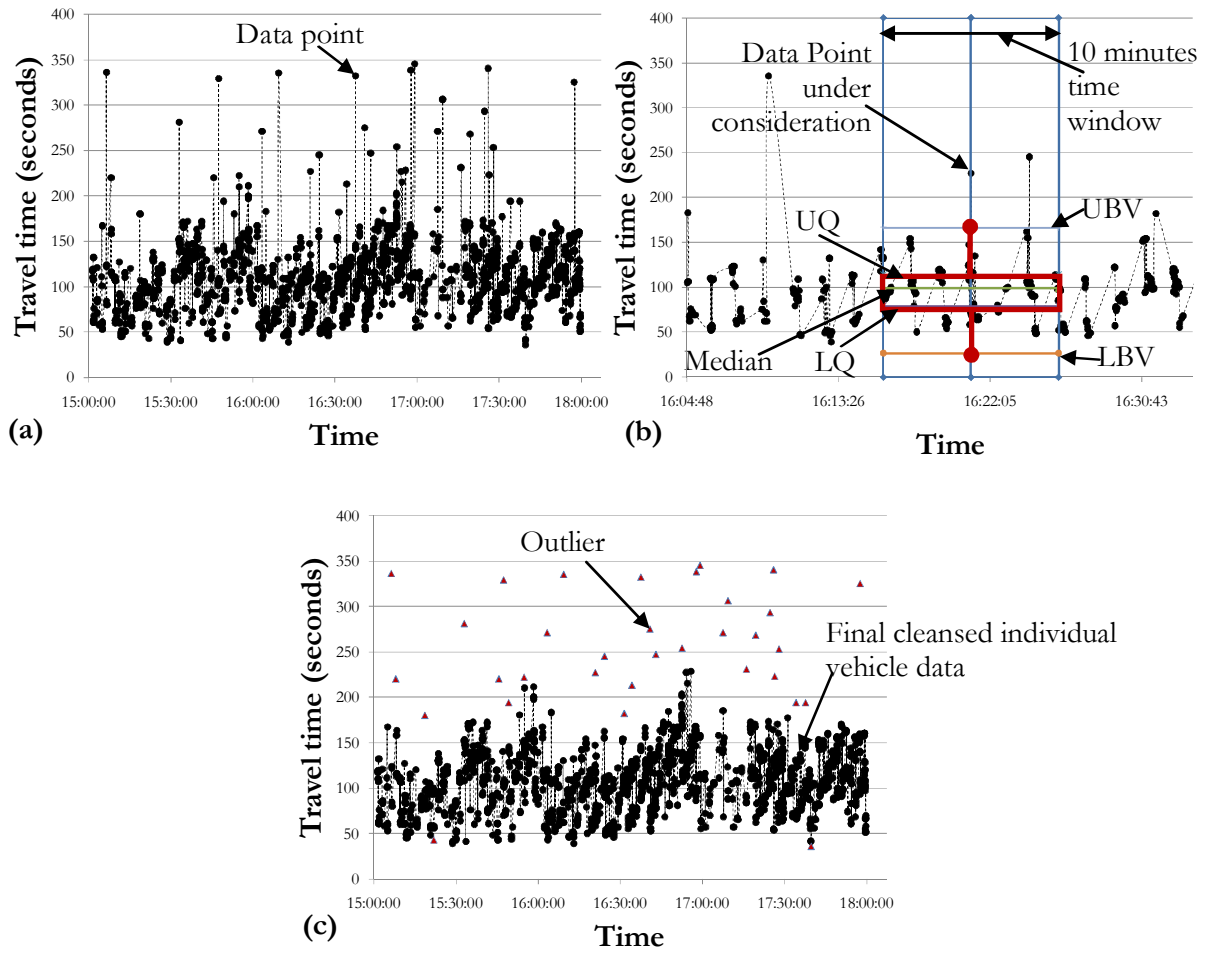 400
350
300
250
200
150
100
50
0
Travel time (seconds)
Data point
15:00:00 15:30:00 16:00:00 16:30:00 17:00:00 17:30:00 18:00:00
(a)
Time
400
350
300
250
200
150
100
50
0
Travel time (seconds)
Data Point
under
consideration
10 minutes
time
window
UQ
UBV
Median
LQ
LBV
16:04:48 16:13:26 16:22:05 16:30:43
(b)
Time
400
350
300
250
200
150
100
50
0
Travel time (seconds)
Outlier
Final cleansed individual
vehicle data
15:00:00 15:30:00 16:00:00 16:30:00 17:00:00 17:30:00 18:00:00
(c)
Time